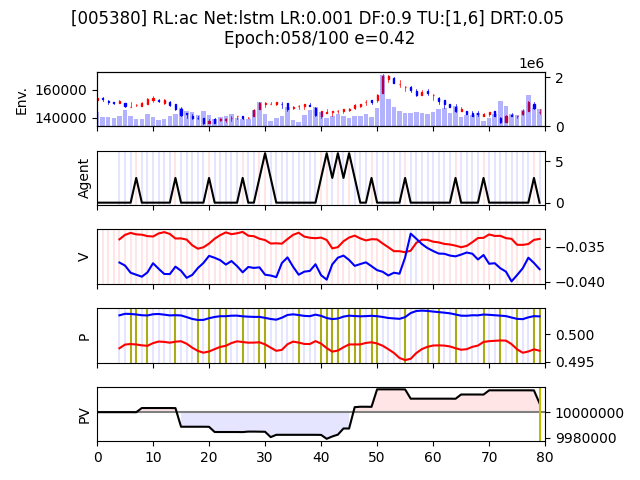 [005380] RL:ac Net:lstm LR:0.001 DF:0.9 TU:[1,6] DRT:0.05
Epoch:058/100 e=0.42
1e6
Env.
160000
140000
2
0
Agent
5
0
V
−0.035
−0.040
P
0.500
0.495
PV
10000000
9980000
0 10 20 30 40 50 60 70 80